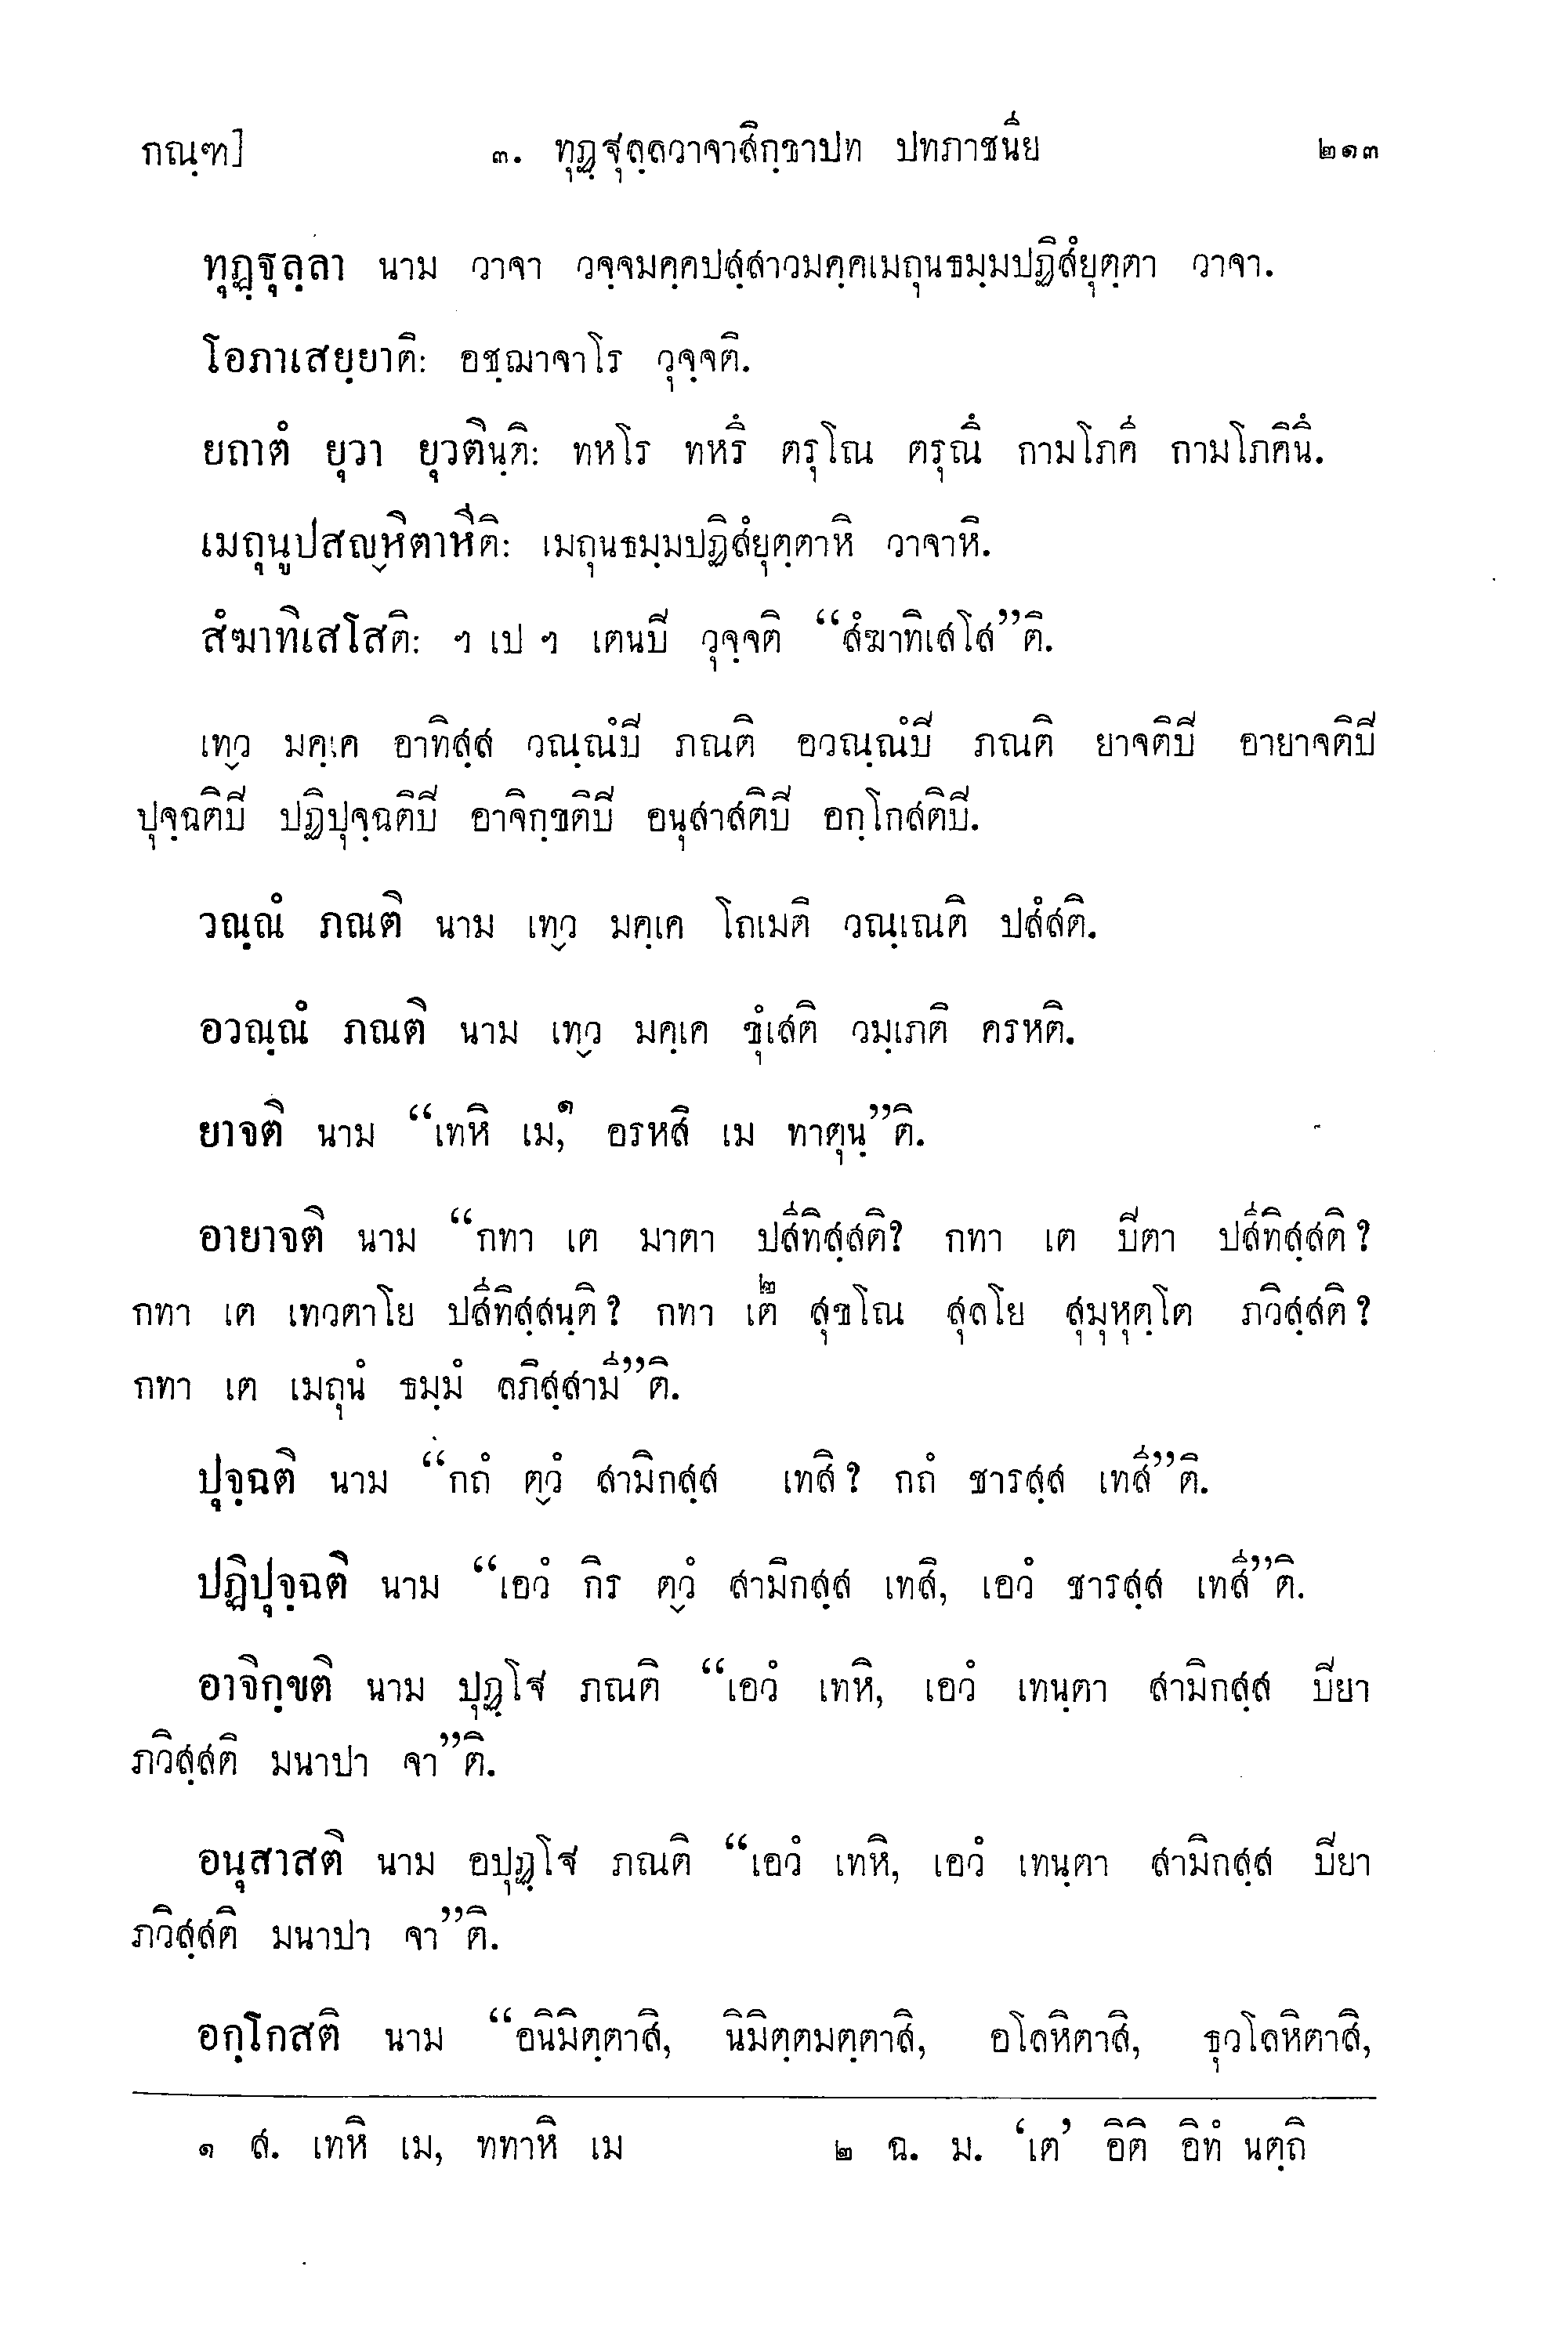 กณฺฑ] ๓. ทุฏฺฐุลฺลวาจาสิกฺขาปท ปทภาชนีย ๒๑๓
ทุฏฺฐุลฺลา นาม วาจา วจฺจมคฺคปสฺสาวมคฺคเมถุนธมฺมปฏิสํยุตฺตา วาจา.
โอภาเสยฺยาติ: อชฺฌาจาโร วุจฺจติ.
ยถาตํ ยุวา ยุวตินฺติ: ทหโร ทหรึ ตรุโณ ตรุณึ กามโภคี กามโภคินึ.
เมถุนูปสญฺหิตาหีติ: เมถุนธมฺมปฏิสํยุตฺตาหิ วาจาหิ.
สํฆาทิเสโสติ: ฯ เป ฯ เตนปิ วุจฺจติ “สํฆาทิเสโส”ติ.
เทฺว มคฺเค อาทิสฺส วณฺณํปิ ภณติ อวณฺณํปิ ภณติ ยาจติปิ อายาจติปิ
ปุจฺฉติปิ ปฏิปุจฺฉติปิ อาจิกฺขติปิ อนุสาสติปิ อกฺโกสติปิ.
วณฺณํ ภณติ นาม เทฺว มคฺเค โถเมติ วณฺเณติ ปสํสติ.
อวณฺณํ ภณติ นาม เทฺว มคฺเค ขุํเสติ วมฺเภติ ครหติ.
ยาจติ นาม “เทหิ เม,๑ อรหสิ เม ทาตุนฺ”ติ.
อายาจติ นาม “กทา เต มาตา ปสีทิสฺสติ? กทา เต ปิตา ปสีทิสฺสติ?
กทา เต เทวตาโย ปสีทิสฺสนฺติ? กทา เต๒ สุขโณ สุลโย สุมุหุตฺโต ภวิสฺสติ?
กทา เต เมถุนํ ธมฺมํ ลภิสฺสามี”ติ.
ปุจฺฉติ นาม “กถํ ตฺวํ สามิกสฺส เทสิ? กถํ ชารสฺส เทสี”ติ.
ปฏิปุจฺฉติ นาม “เอวํ กิร ตฺวํ สามิกสฺส เทสิ, เอวํ ชารสฺส เทสี”ติ.
อาจิกฺขติ นาม ปุฏฺโฐ ภณติ “เอวํ เทหิ, เอวํ เทนฺตา สามิกสฺส ปิยา
ภวิสฺสติ มนาปา จา”ติ.
อนุสาสติ นาม อปุฏฺโฐ ภณติ “เอวํ เทหิ, เอวํ เทนฺตา สามิกสฺส ปิยา
ภวิสฺสติ มนาปา จา”ติ.
อกฺโกสติ นาม “อนิมิตฺตาสิ, นิมิตฺตมตฺตาสิ, อโลหิตาสิ, ธุวโลหิตาสิ,
๑ ส. เทหิ เม, ททาหิ เม ๒ ฉ. ม. ‘เต’ อิติ อิทํ นตฺถิ